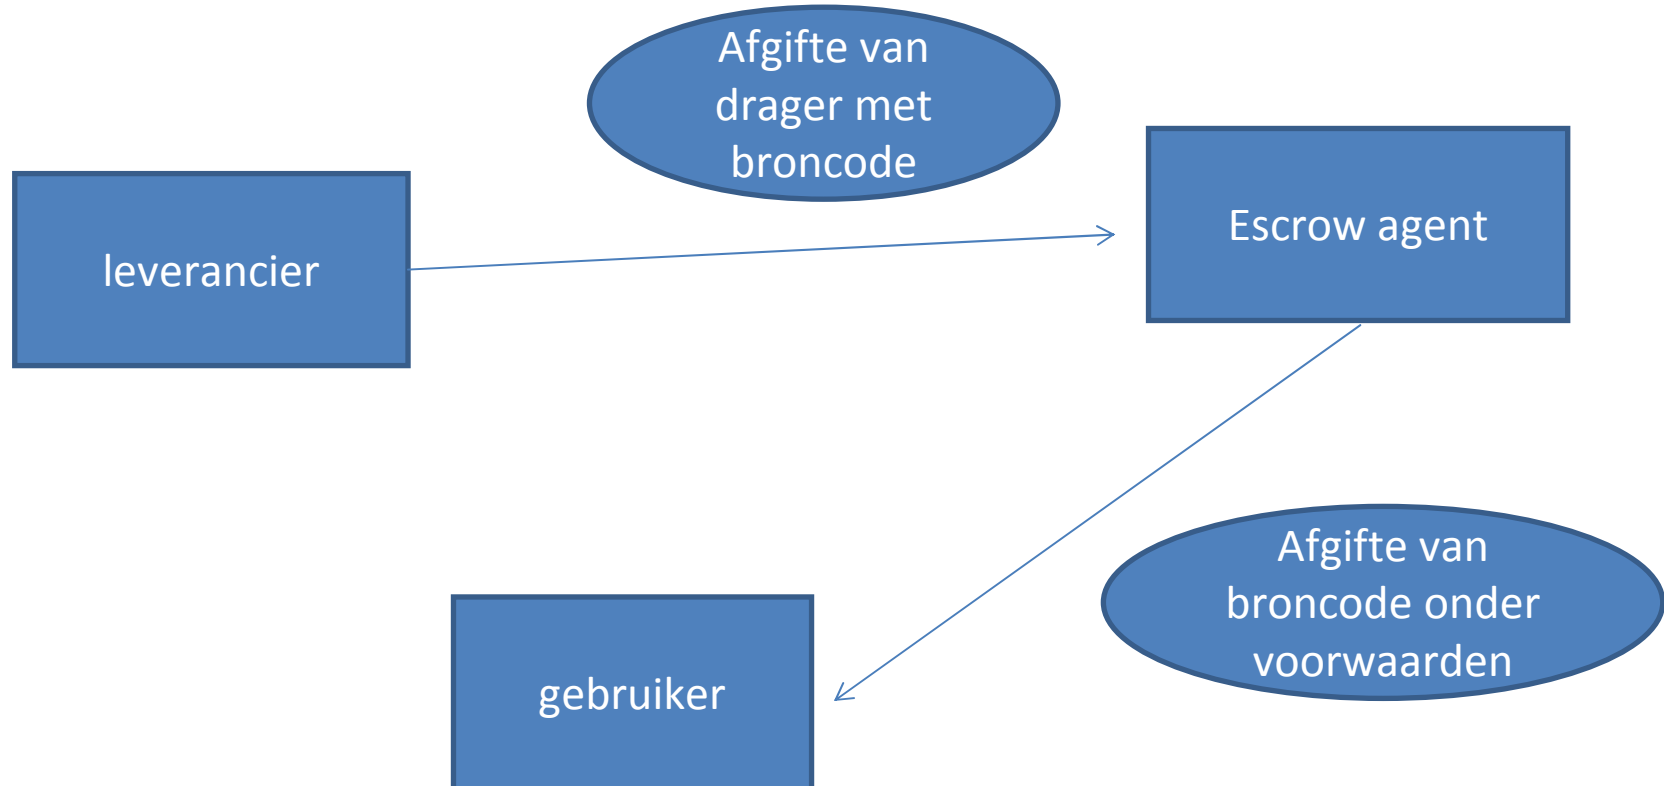 Afgifte van
drager met
broncode
Escrow agent
leverancier
Afgifte van
broncode onder
voorwaarden
gebruiker